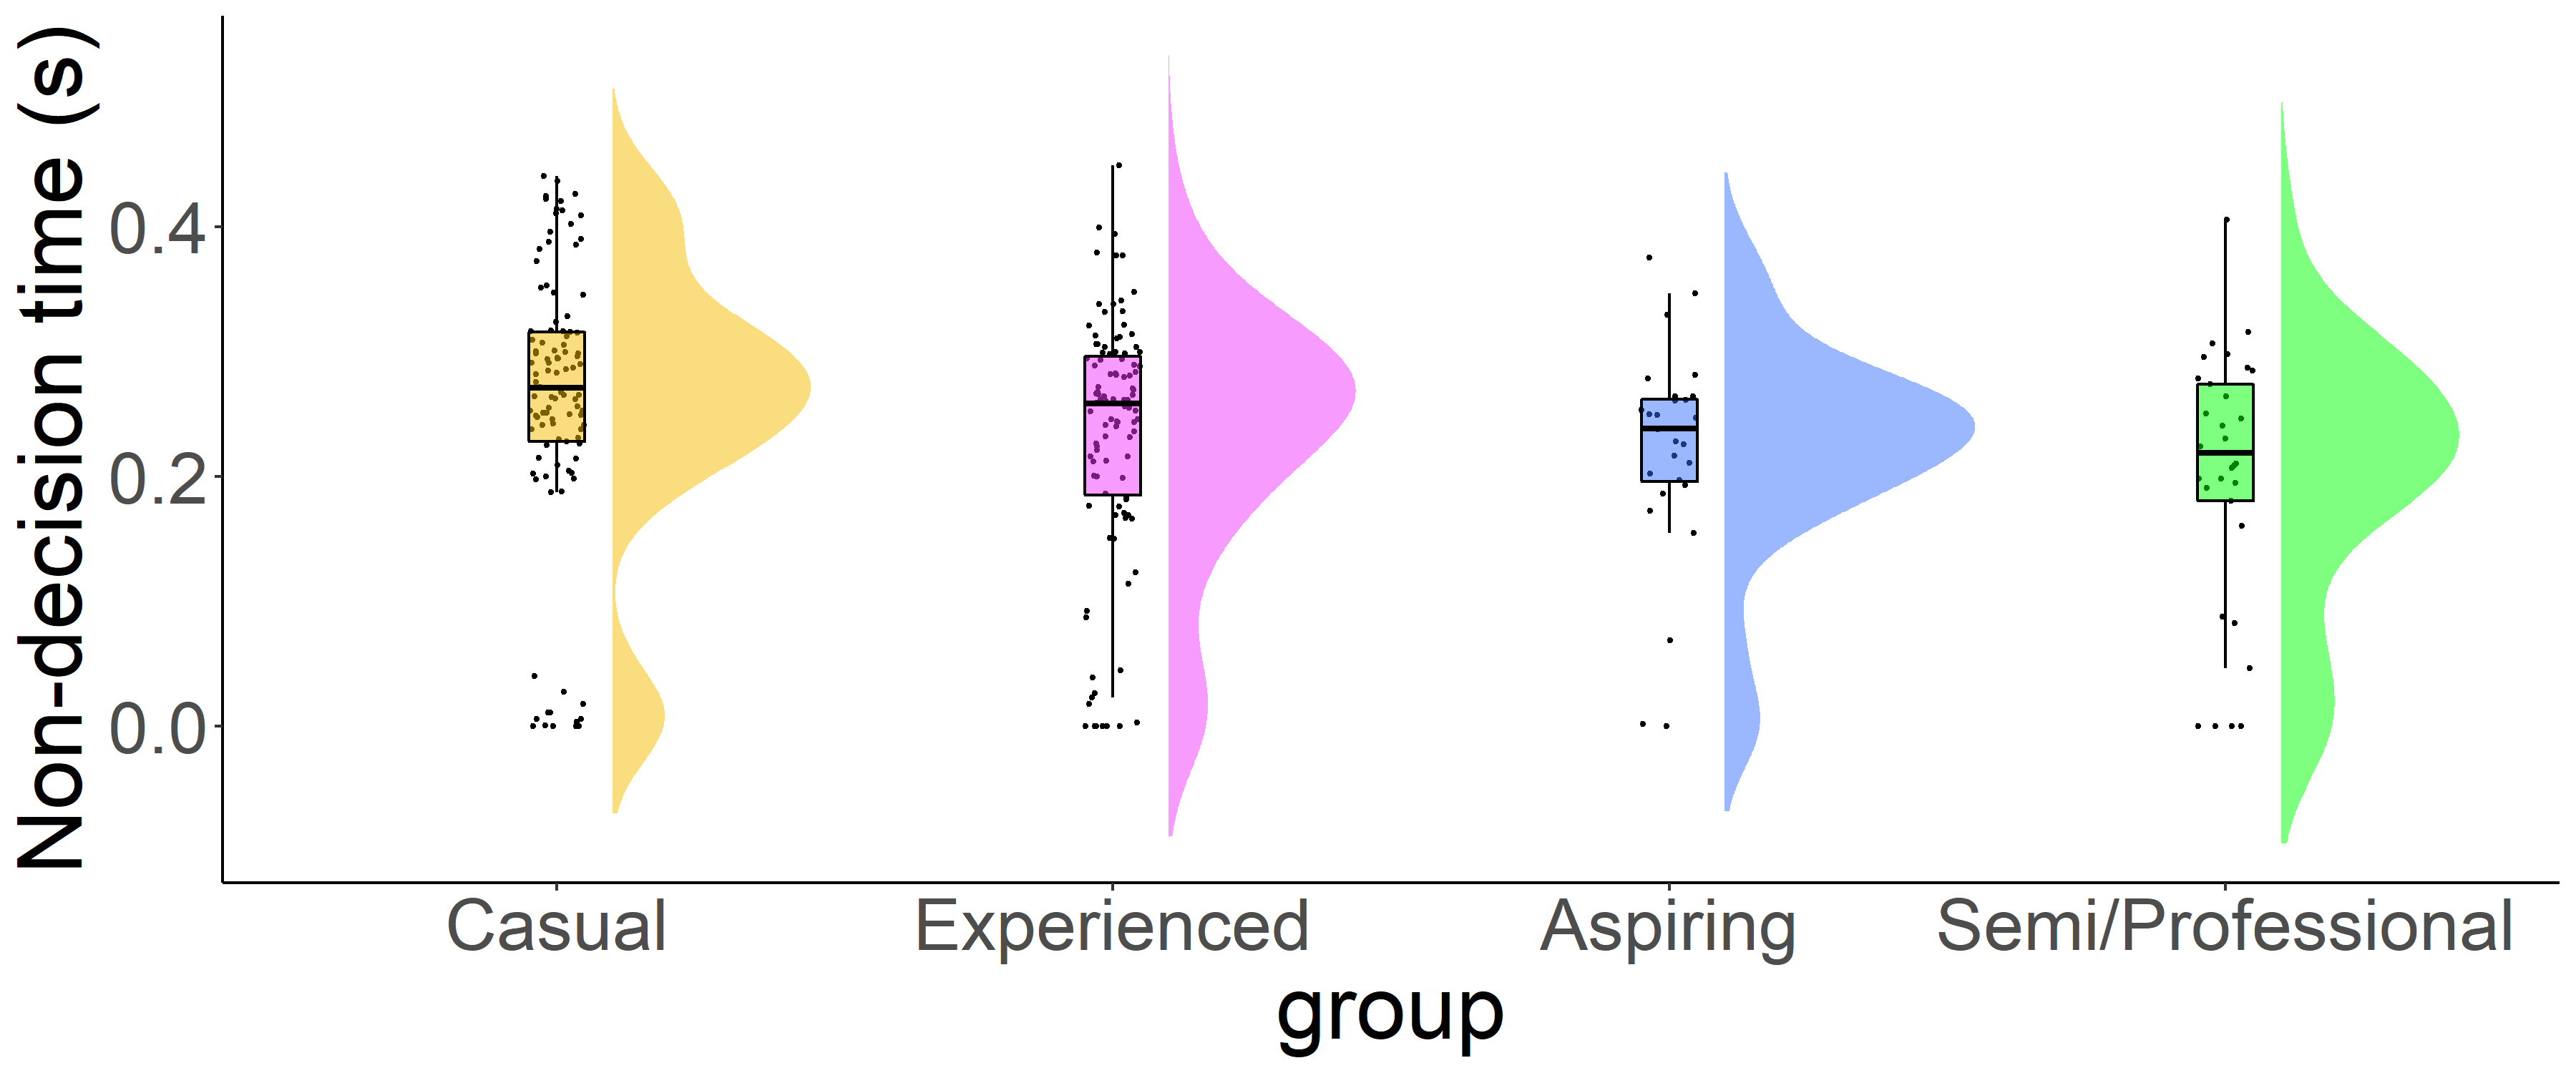 Non-decision time (s)
0.4
0.2
0.0
Casual Experienced Aspiring Semi/Professional
group